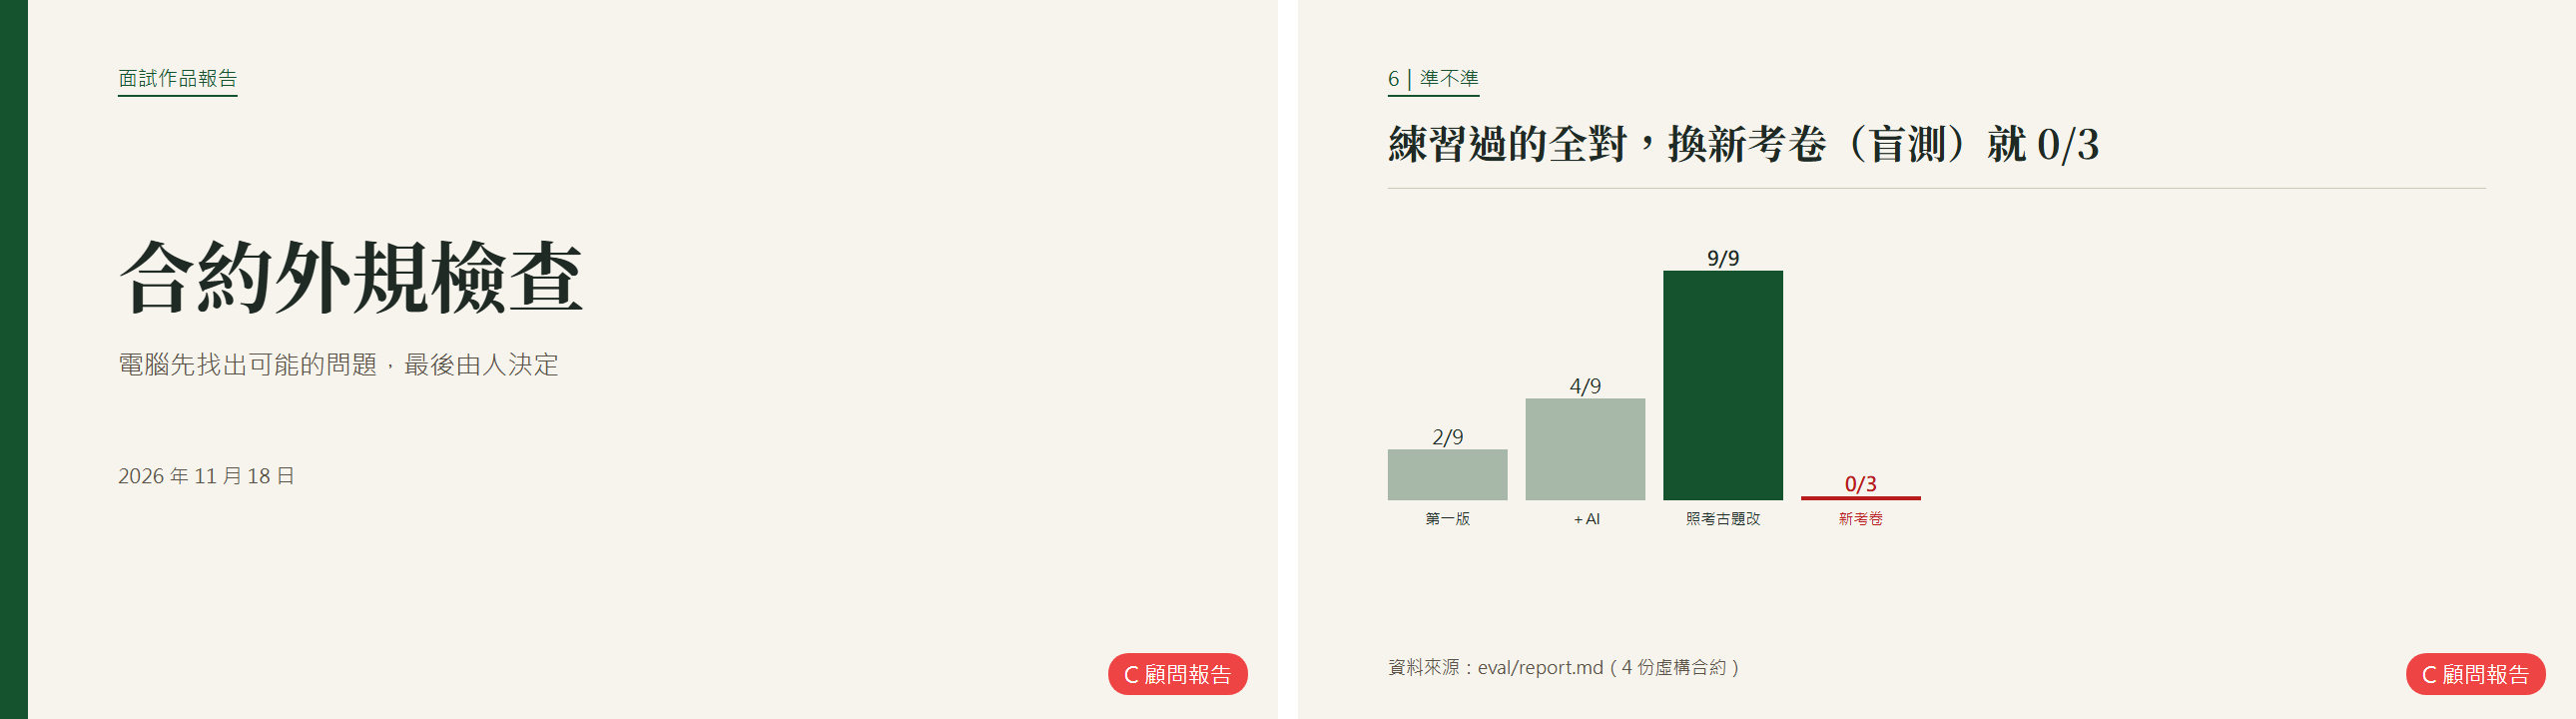 面試作品報告
合約外規檢查
電腦先找出可能的問題，最後由人決定
2026 年 11 月 18 日
C 顧問報告
6 | 準不準
練習過的全對，換新考卷（盲測）就 0/3
9/9
4/9
2/9
0/3
第一版
+ AI
照考古題改
新考卷
資料來源：eval/report.md（4 份虛構合約）
C 顧問報告